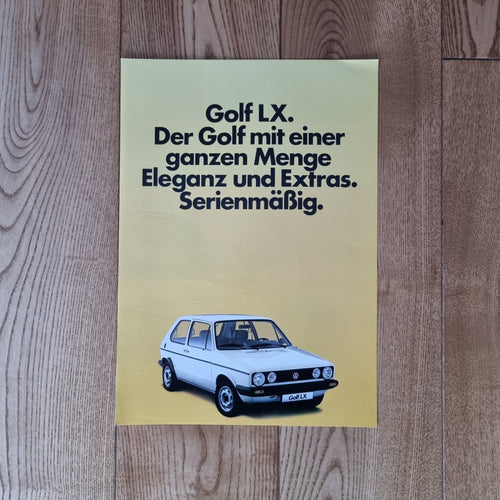 Golf LX.
Der Golf mit einer
ganzen Menge
Eleganz und Extras.
Serienmäßig.
Golf LX